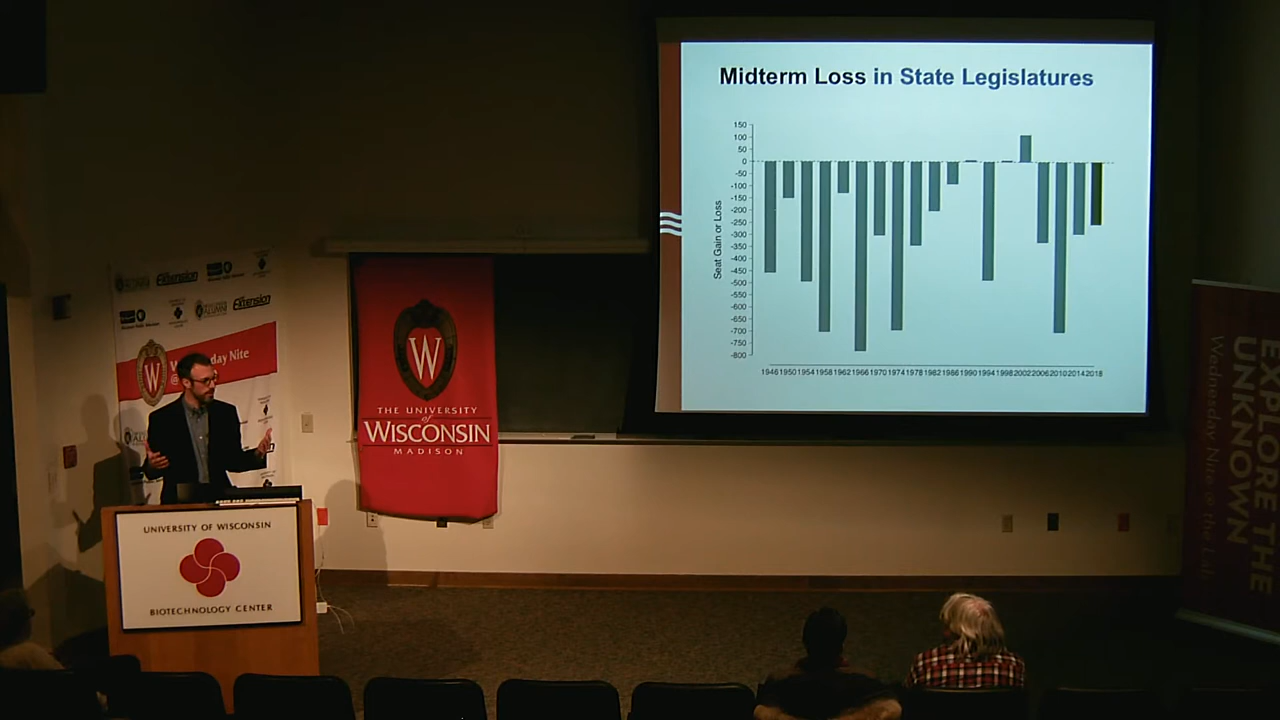 Midterm Loss in State Legislatures
150
100
50
0
-50
-100
-150
-200
-250
-300
-350
-400
-450
-500
-550
-600
-650
-700
-750
-800
Seat Gain or Loss
1946 1950 1954 1958 1962 1966 1970 1974 1978 1982 1986 1990 1994 1998 2002 2006 2010 2014 2018
Extension
ALUMNI
Extension
W
day Nite
W
THE UNIVERSITY
of
WISCONSIN
MADISON
UNIVERSITY OF WISCONSIN
BIOTECHNOLOGY CENTER
EXPLORE THE
UNKNOWN
Wednesday Nite @ the Lab